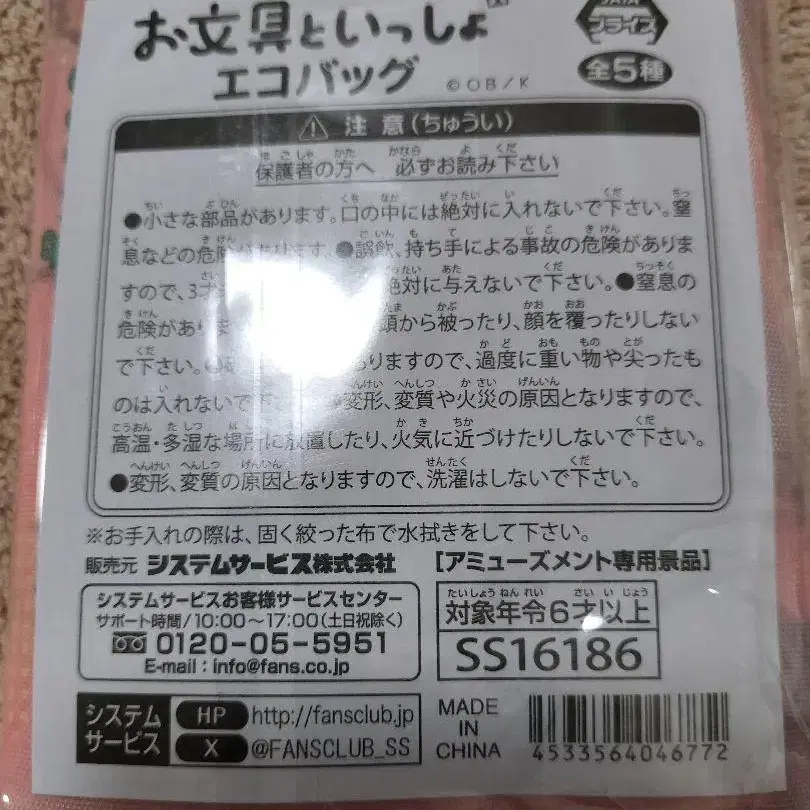 お文具といっしょ
エコバッグ
©OB/K
プライズ
全5種
注意(ちゅうい)
保護者の方へ 必ずお読み下さい
●小さな部品があります。口の中には絶対に入れないで下さい。窒
息などの危険があります。●誤飲、持ち手による事故の危険がありま
すので、3才 絶対に与えないで下さい。●窒息の
危険があり 頭から被ったり、顔を覆ったりしない
で下さい。 ありますので、過度に重い物や尖ったも
のは入れないで下 変形、変質や火災の原因となりますので、
高温・多湿な場所に放置したり、火気に近づけたりしないで下さい。
●変形、変質の原因となりますので、洗濯はしないで下さい。
※お手入れの際は、固く絞った布で水拭きをして下さい。
販売元 システムサービス株式会社
[アミューズメント専用景品]
システムサービスお客様サービスセンター
サポート時間/10:00～17:00(土日祝除く)
0120-05-5951
E-mail:info@fans.co.jp
対象年令6才以上
SS16186
システムサービス
HP http://fansclub.jp
X @FANSCLUB_SS
MADE
IN
CHINA
4533564046772